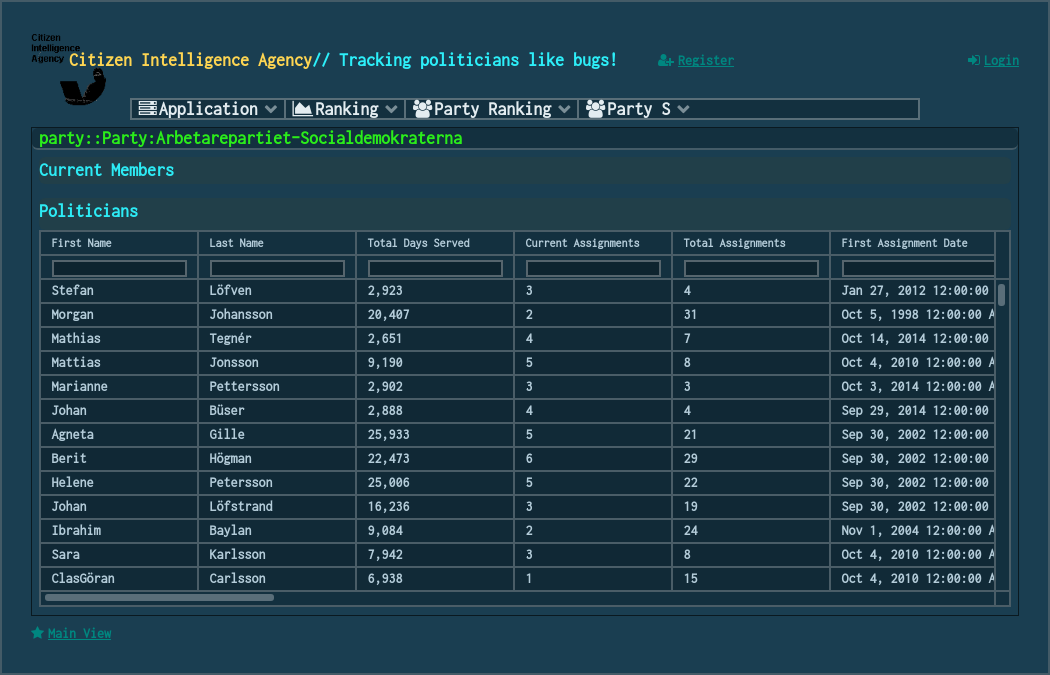 Citizen
Intelligence
Agency
Citizen Intelligence Agency// Tracking politicians like bugs!
Register
Login
Application Ranking Party Ranking Party S
party::Party:Arbetarepartiet-Socialdemokraterna
Current Members
Politicians
First Name Last Name Total Days Served Current Assignments Total Assignments First Assignment Date
Stefan Löfven 2,923 3 4 Jan 27, 2012 12:00:00
Morgan Johansson 20,407 2 31 Oct 5, 1998 12:00:00 A
Mathias Tegnér 2,651 4 7 Oct 14, 2014 12:00:00
Mattias Jonsson 9,190 5 8 Oct 4, 2010 12:00:00 A
Marianne Pettersson 2,902 3 3 Oct 3, 2014 12:00:00 A
Johan Büser 2,888 4 4 Sep 29, 2014 12:00:00
Agneta Gille 25,933 5 21 Sep 30, 2002 12:00:00
Berit Högman 22,473 6 29 Sep 30, 2002 12:00:00
Helene Petersson 25,006 5 22 Sep 30, 2002 12:00:00
Johan Löfstrand 16,236 3 19 Sep 30, 2002 12:00:00
Ibrahim Baylan 9,084 2 24 Nov 1, 2004 12:00:00 A
Sara Karlsson 7,942 3 8 Oct 4, 2010 12:00:00 A
ClasGöran Carlsson 6,938 1 15 Oct 4, 2010 12:00:00 A
Main View